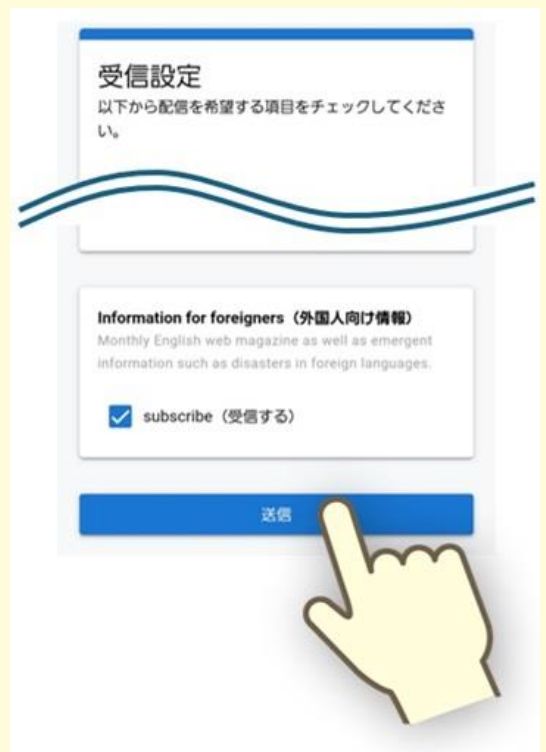 受信設定
以下から配信を希望する項目をチェックしてくださ
い。
Information for foreigners（外国人向け情報）
Monthly English web magazine as well as emergent
information such as disasters in foreign languages.
subscribe（受信する）
送信